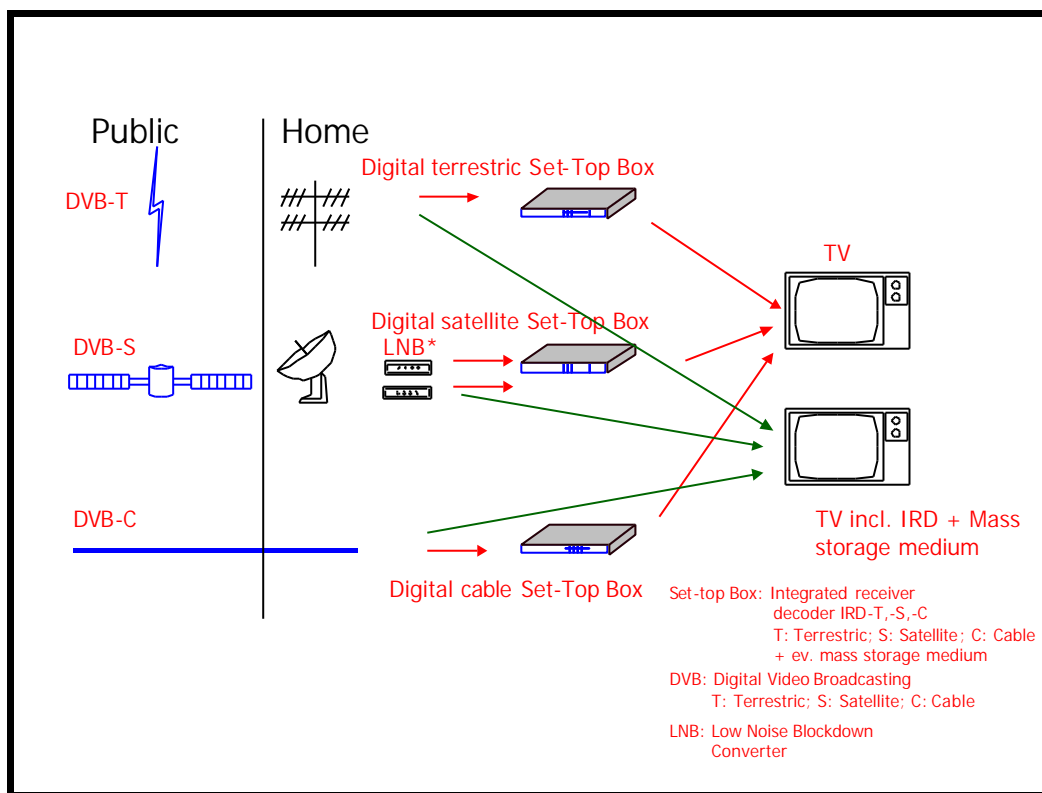 Public
Home
Digital terrestric Set-Top Box
DVB-T
TV
Digital satellite Set-Top Box
DVB-S
LNB*
DVB-C
TV incl. IRD + Mass
storage medium
Digital cable Set-Top Box
Set-top Box: Integrated receiver
decoder IRD-T,-S,-C
T: Terrestric; S: Satellite; C: Cable
+ ev. mass storage medium
DVB: Digital Video Broadcasting
T: Terrestric; S: Satellite; C: Cable
LNB: Low Noise Blockdown
Converter